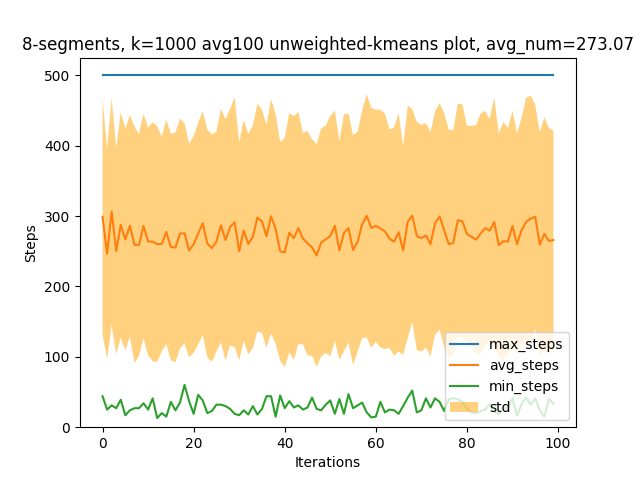 8-segments, k=1000 avg100 unweighted-kmeans plot, avg_num=273.07
500
400
300
200
100
0
Steps
max_steps
avg_steps
min_steps
std
0
20
40
60
80
100
Iterations